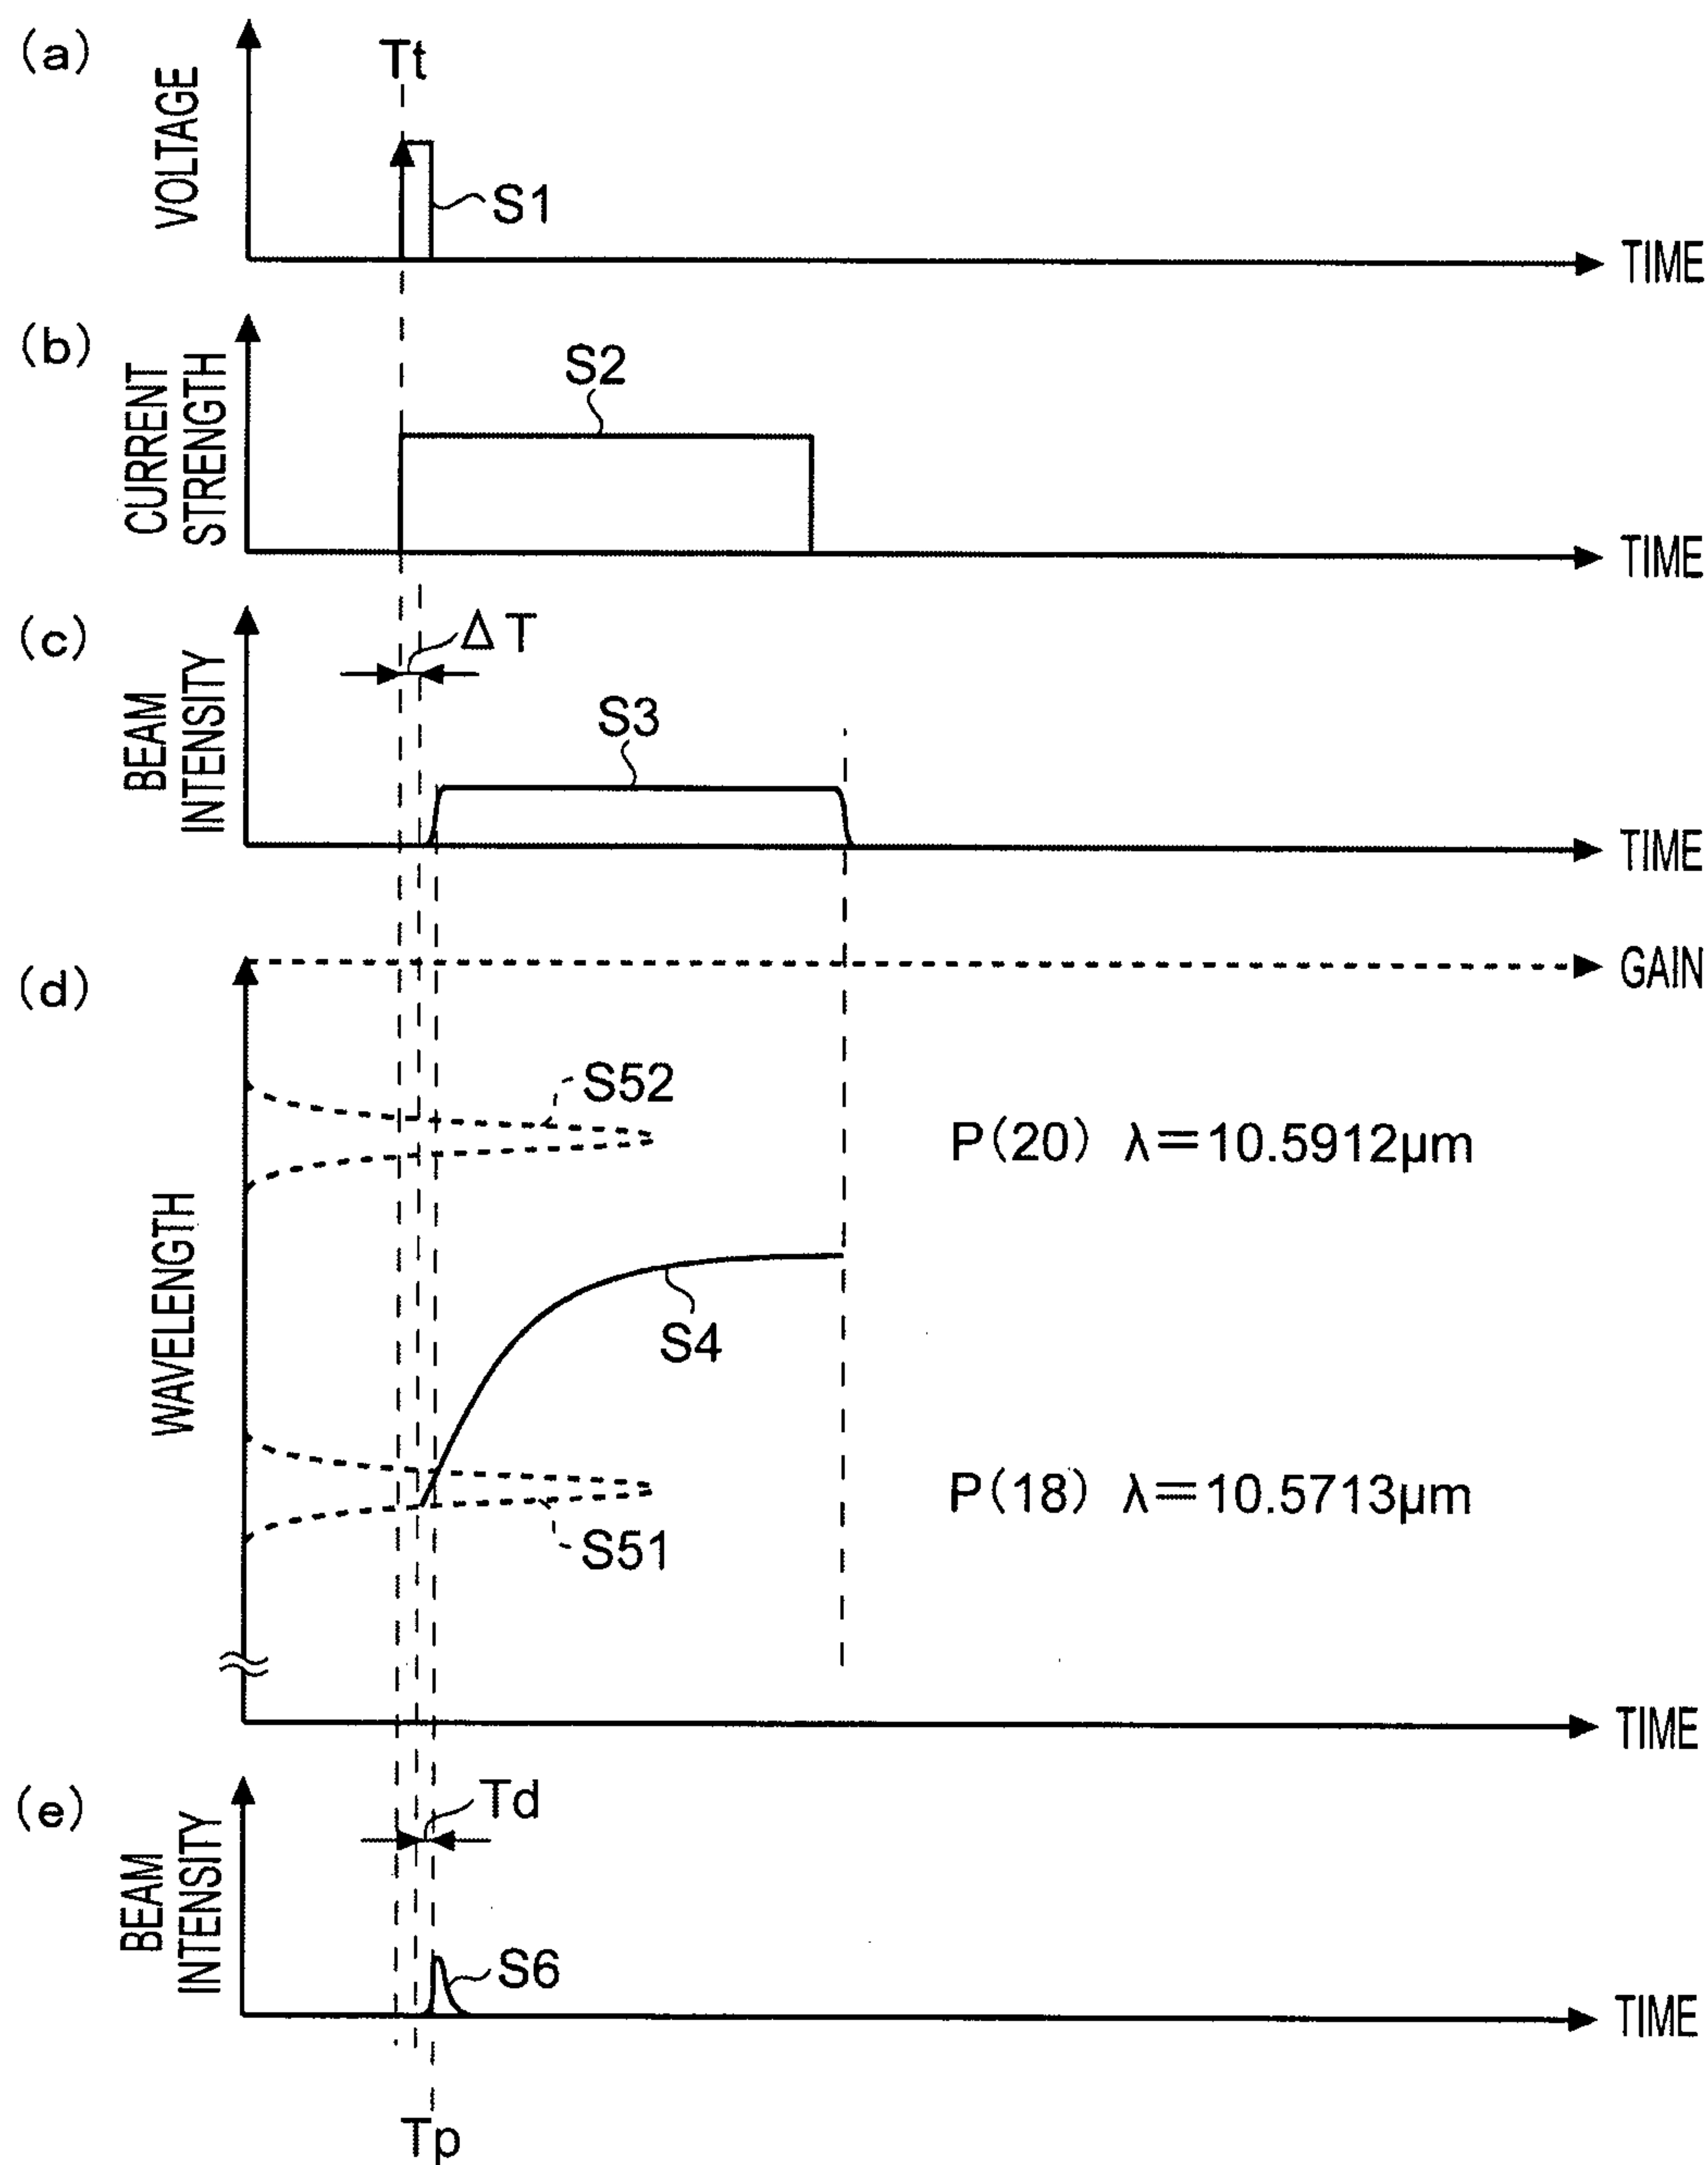 (a)
Tt
VOLTAGE
S1
TIME
(b)
CURRENT
STRENGTH
S2
TIME
(c)
BEAM
INTENSITY
ΔT
S3
TIME
(d)
GAIN
WAVELENGTH
S52
P(20) λ=10.5912μm
S4
P(18) λ=10.5713μm
S51
TIME
(e)
BEAM
INTENSITY
Td
S6
TIME
Tp